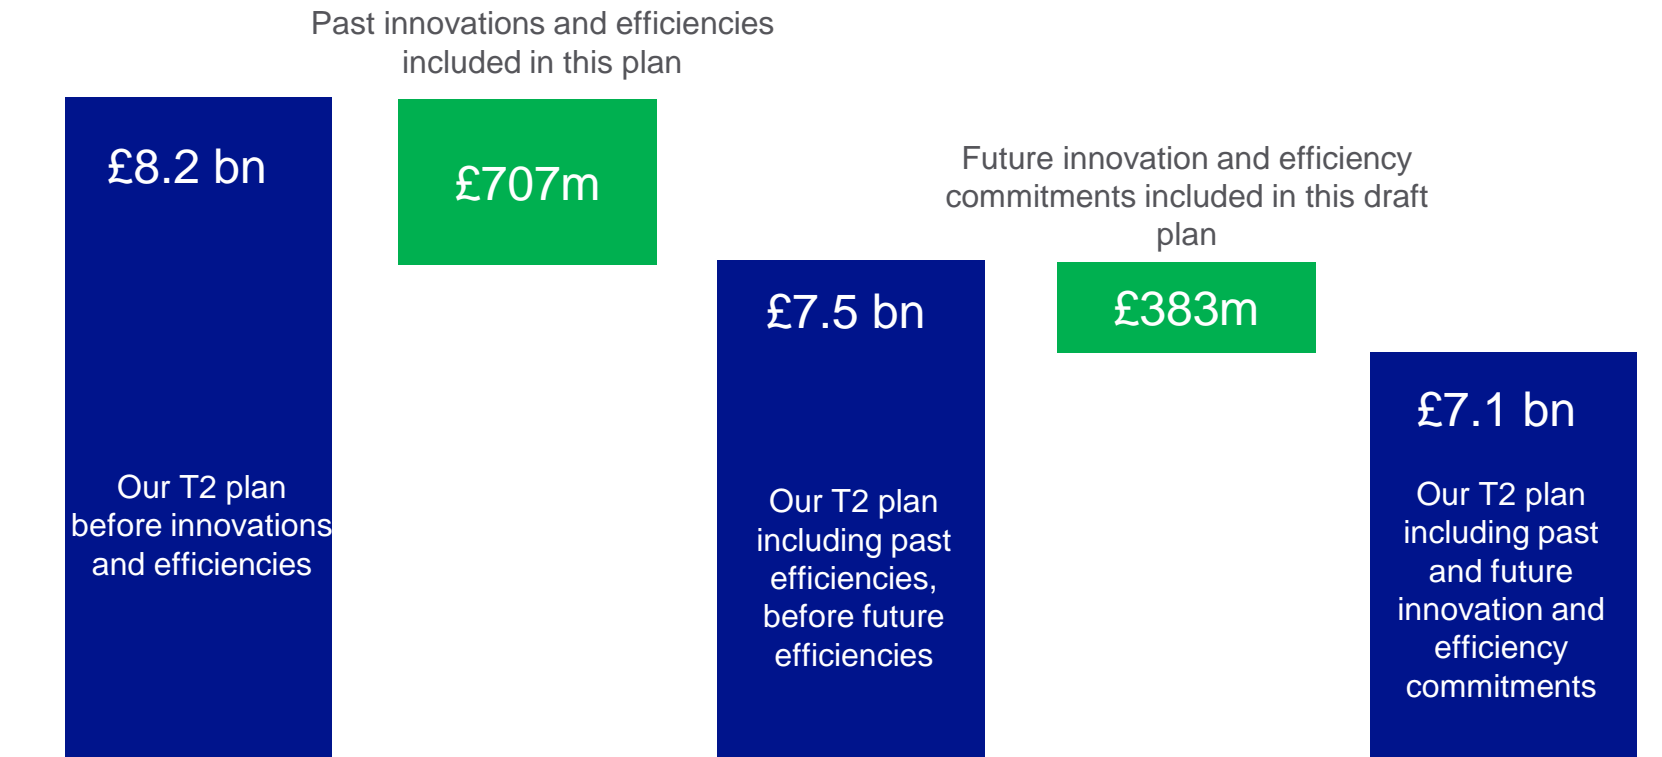 Past innovations and efficiencies
included in this plan
£8.2 bn
Our T2 plan
before innovations
and efficiencies
£707m
£7.5 bn
Our T2 plan
including past
efficiencies,
before future
efficiencies
Future innovation and efficiency
commitments included in this draft
plan
£383m
£7.1 bn
Our T2 plan
including past
and future
innovation and
efficiency
commitments